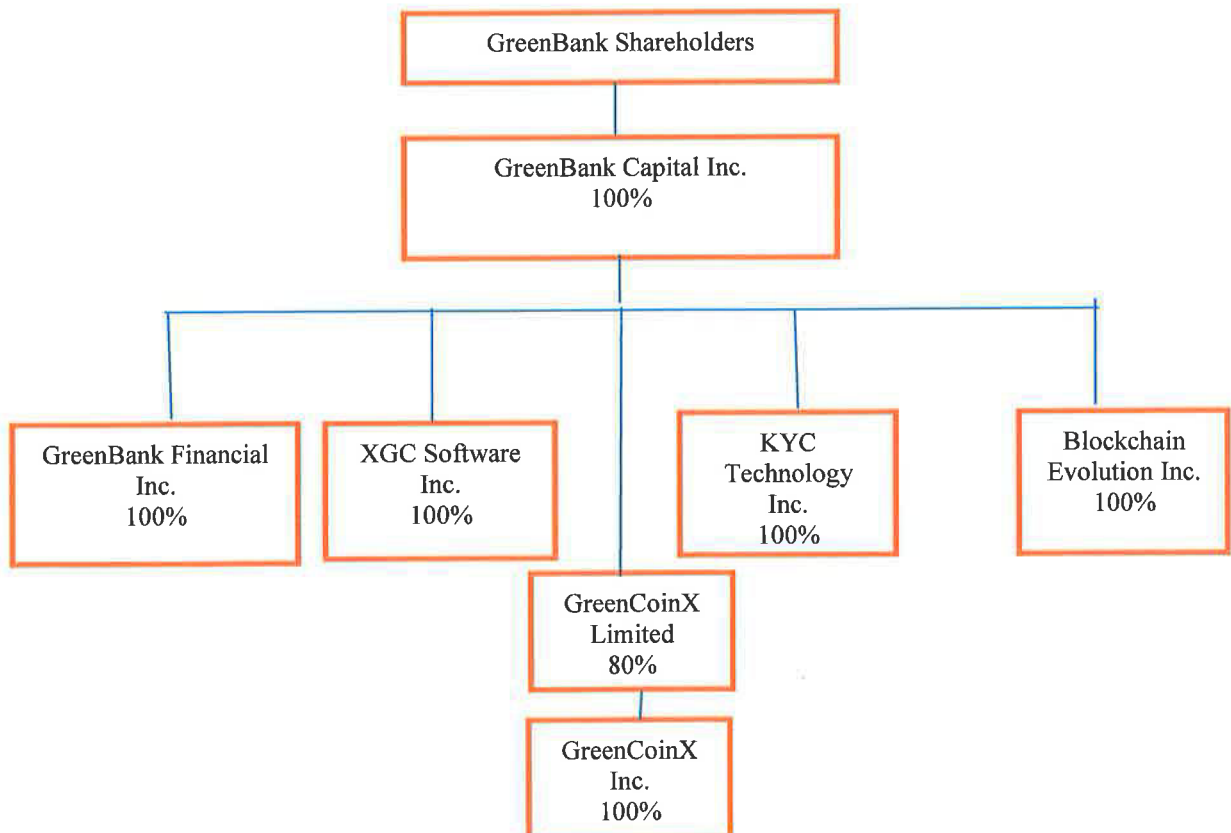 GreenBank Shareholders
GreenBank Capital Inc.
100%
GreenBank Financial
Inc.
100%
XGC Software
Inc.
100%
KYC
Technology
Inc.
100%
Blockchain
Evolution Inc.
100%
GreenCoinX
Limited
80%
GreenCoinX
Inc.
100%